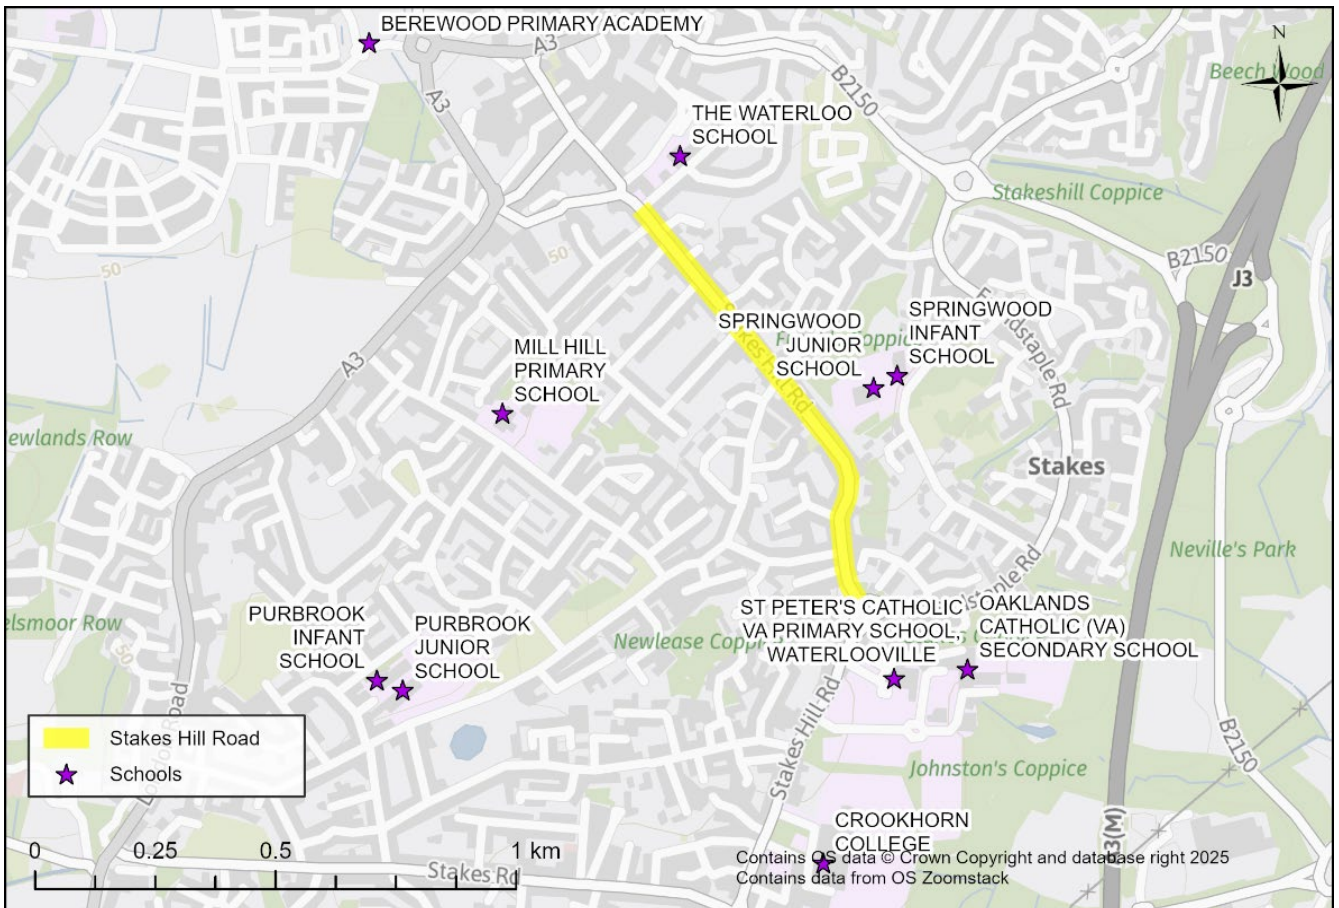 BEREWOOD PRIMARY ACADEMY
N
A3
B2150
Beech Wood
A3
THE WATERLOO
SCHOOL
Stakeshill Coppice
50
50
B2150
J3
SPRINGWOOD
JUNIOR
SCHOOL
SPRINGWOOD
INFANT
SCHOOL
Stakes Hill Rd
A3
MILL HILL
PRIMARY
SCHOOL
ewlands Row
Stakes
Neville's Park
PURBROOK
INFANT
SCHOOL
PURBROOK
JUNIOR
SCHOOL
elsmoor Row
50
ST PETER'S CATHOLIC
VA PRIMARY SCHOOL,
WATERLOOVILLE
OAKLANDS
CATHOLIC (VA)
SECONDARY SCHOOL
Stakes Hill Rd
B2150
Johnston's Coppice
Stakes Hill Road
Schools
CROOKHORN
COLLEGE
0 0.25 0.5 1 km
Stakes Rd
Contains OS data © Crown Copyright and database right 2025
Contains data from OS Zoomstack